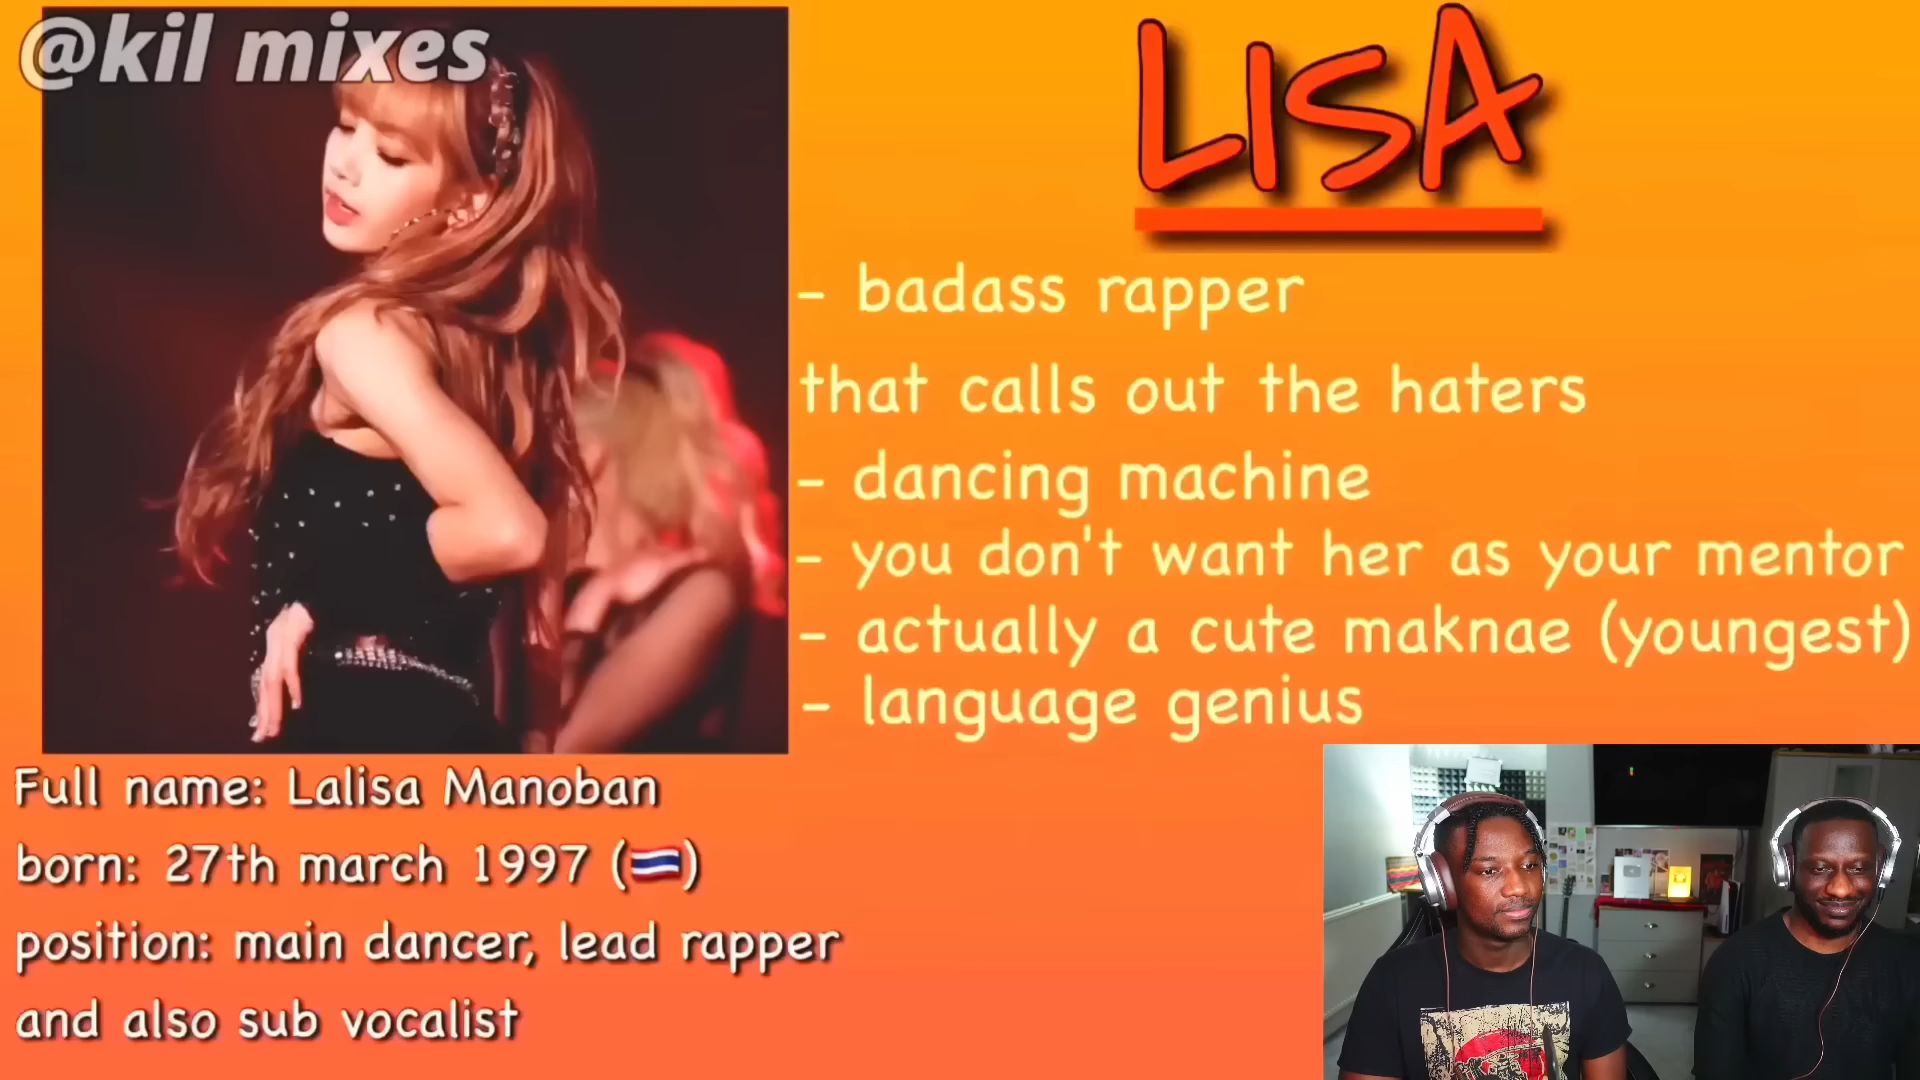 @kil mixes
LISA
- badass rapper
that calls out the haters
- dancing machine
- you don't want her as your mentor
- actually a cute maknae (youngest)
- language genius
Full name: Lalisa Manoban
born: 27th march 1997 (🇹🇭)
position: main dancer, lead rapper
and also sub vocalist